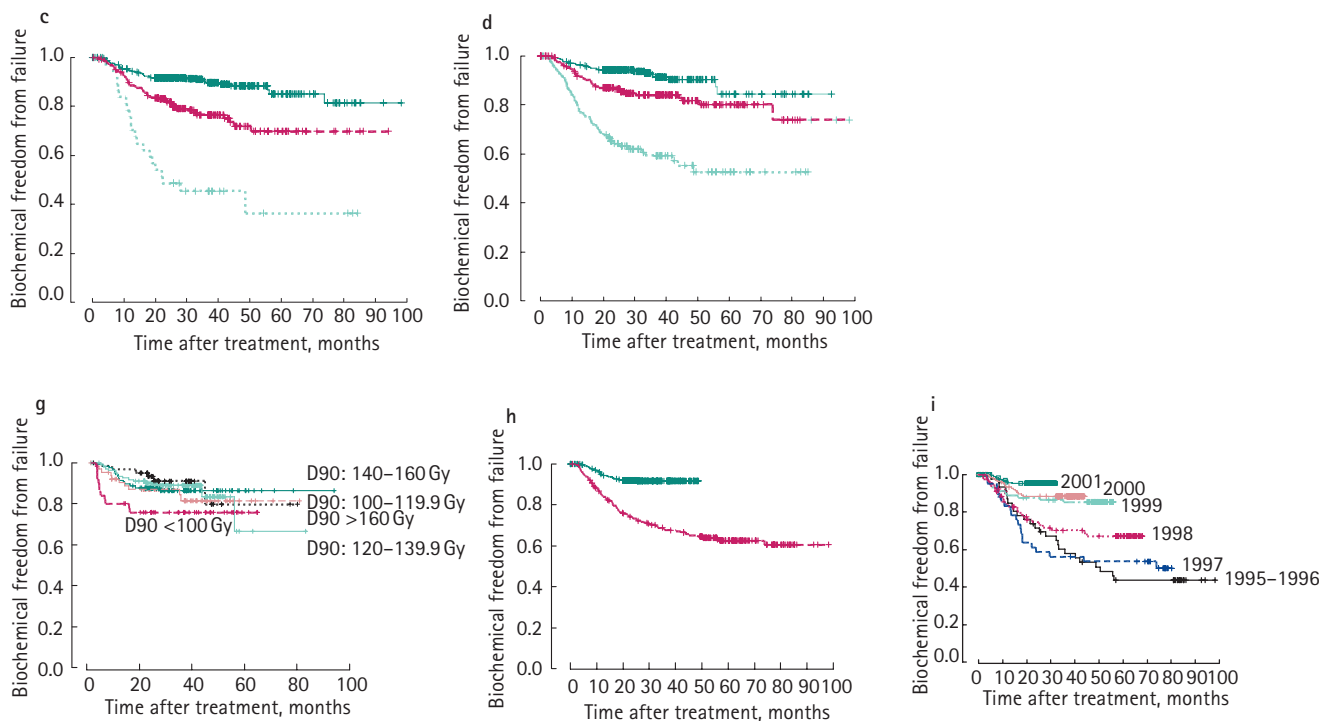 c
Biochemical freedom from failure
1.0
0.8
0.6
0.4
0.2
0.0
0 10 20 30 40 50 60 70 80 90 100
Time after treatment, months
d
Biochemical freedom from failure
1.0
0.8
0.6
0.4
0.2
0.0
0 10 20 30 40 50 60 70 80 90 100
Time after treatment, months
g
Biochemical freedom from failure
1.0
0.8
0.6
0.4
0.2
0.0
D90: 140–160 Gy
D90: 100–119.9 Gy
D90 >160 Gy
D90: 120–139.9 Gy
D90 <100 Gy
0 20 40 60 80 100
Time after treatment, months
h
Biochemical freedom from failure
1.0
0.8
0.6
0.4
0.2
0.0
0 10 20 30 40 50 60 70 80 90 100
Time after treatment, months
i
Biochemical freedom from failure
1.0
0.8
0.6
0.4
0.2
0.0
2001
2000
1999
1998
1997
1995–1996
0 10 20 30 40 50 60 70 80 90 100
Time after treatment, months